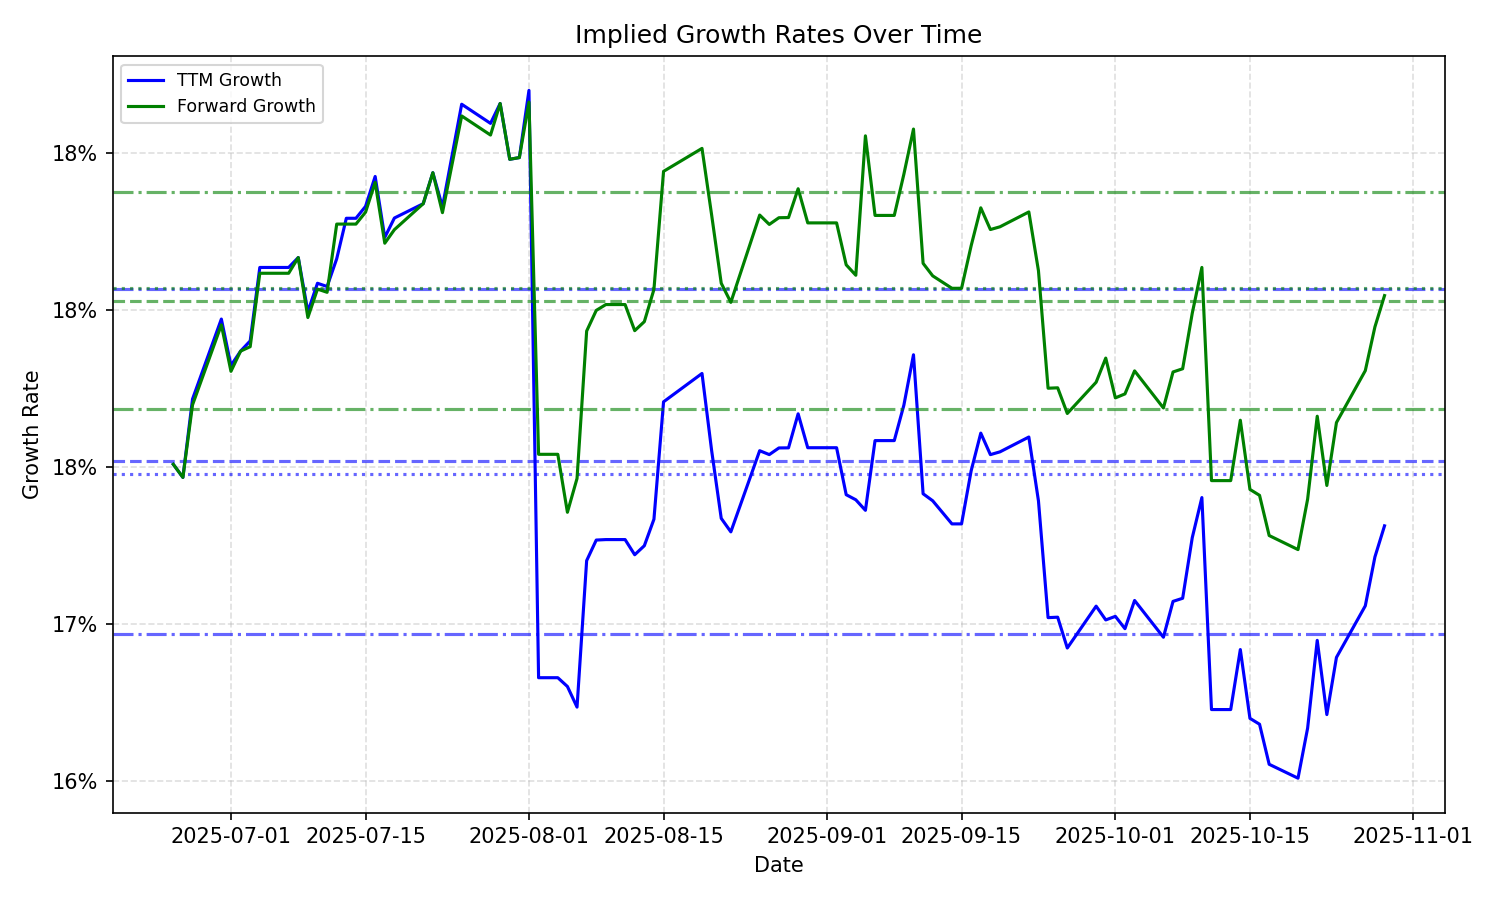 Implied Growth Rates Over Time
TTM Growth
Forward Growth
18%
18%
18%
17%
16%
Growth Rate
2025-07-01
2025-07-15
2025-08-01
2025-08-15
2025-09-01
2025-09-15
2025-10-01
2025-10-15
2025-11-01
Date